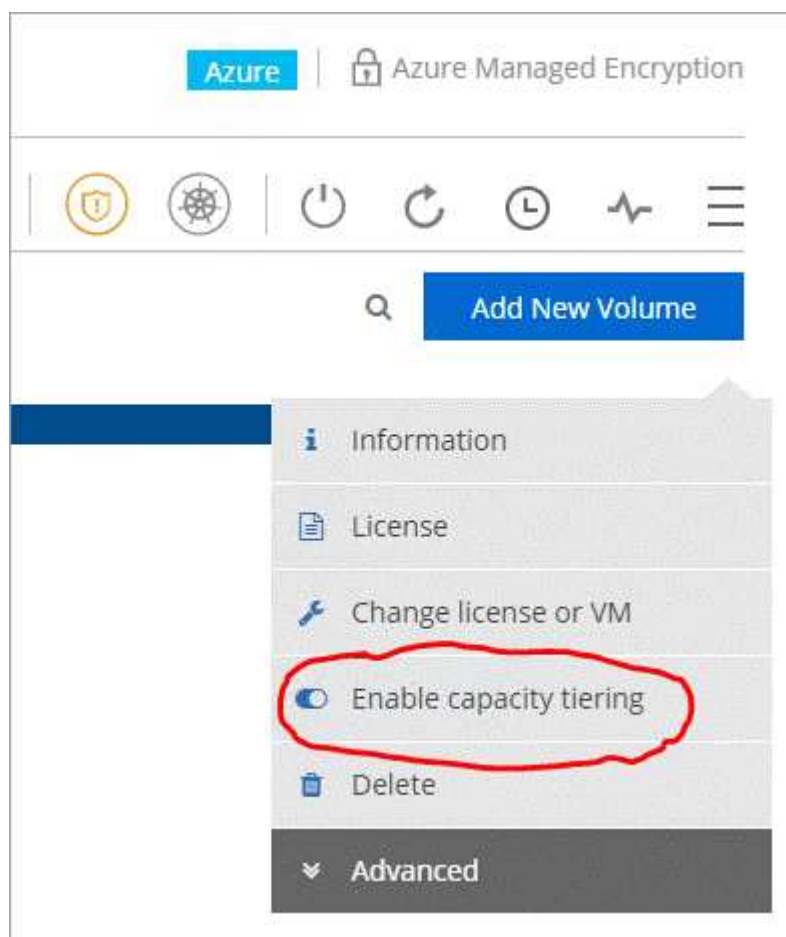 Azure Azure Managed Encryption
Add New Volume
Information
License
Change license or VM
Enable capacity tiering
Delete
Advanced